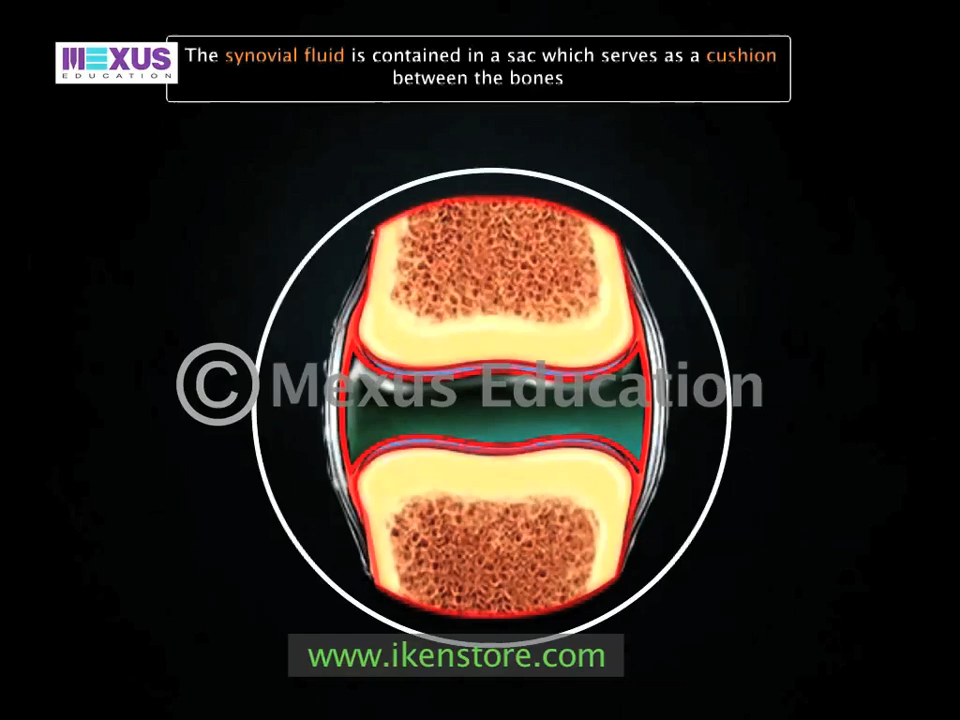 MEXUS
EDUCATION
The synovial fluid is contained in a sac which serves as a cushion
between the bones
© Mexus Education
www.ikenstore.com